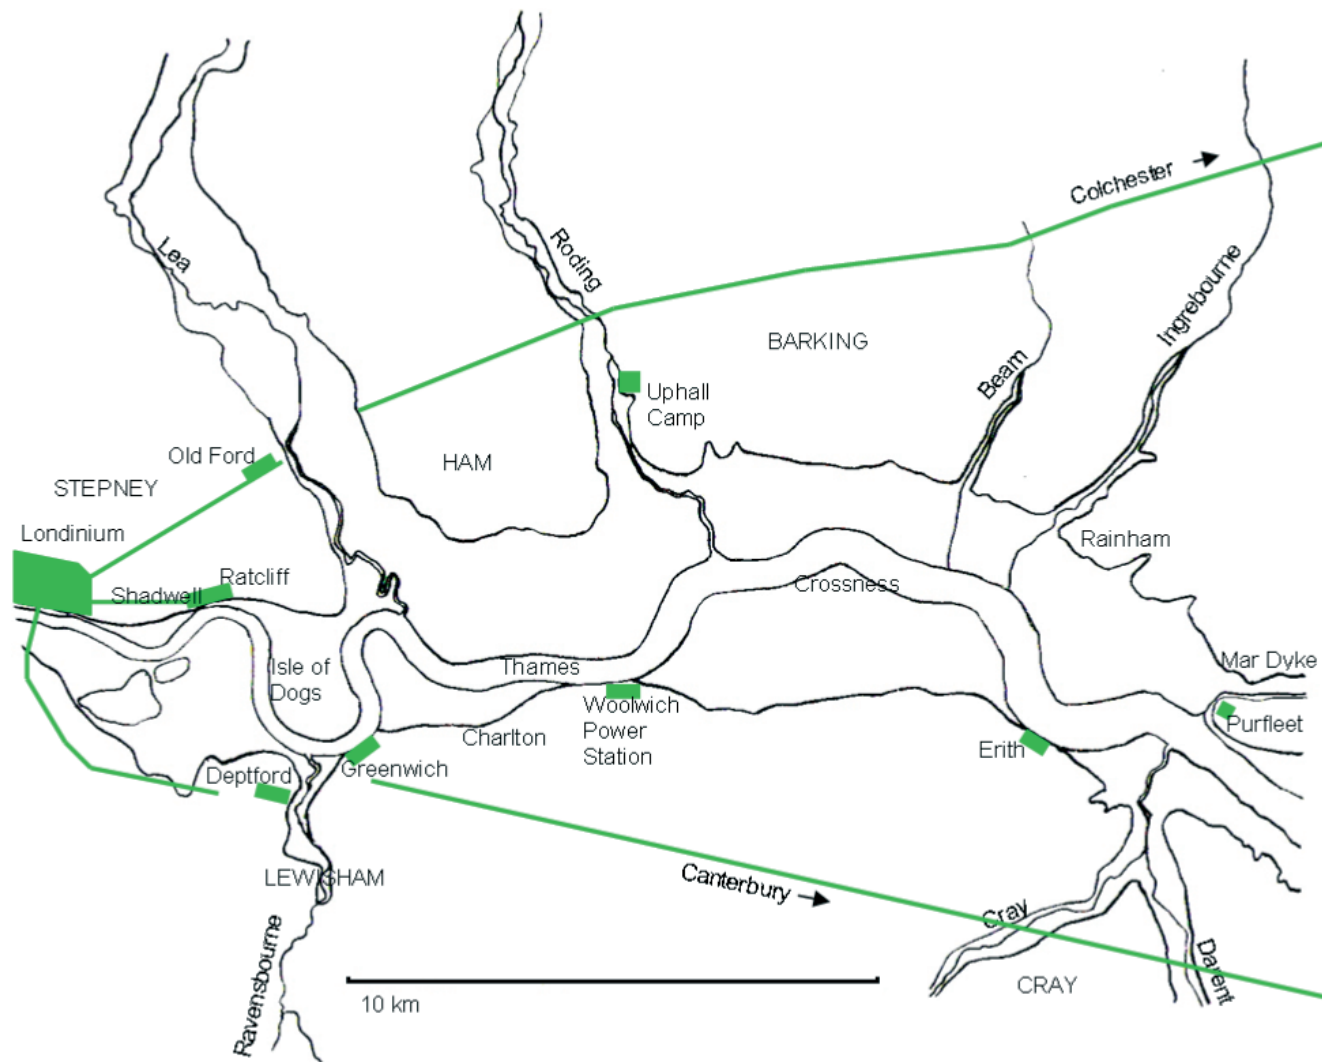 Colchester
Lea
Roding
Ingrebourne
BARKING
Beam
Uphall
Camp
Old Ford
HAM
STEPNEY
Londinium
Rainham
Ratcliff
Shadwell
Crossness
Isle of
Dogs
Thames
Mar Dyke
Woolwich
Power
Station
Purfleet
Charlton
Erith
Deptford
Greenwich
LEWISHAM
Canterbury
Cray
Ravensbourne
Darent
CRAY
10 km